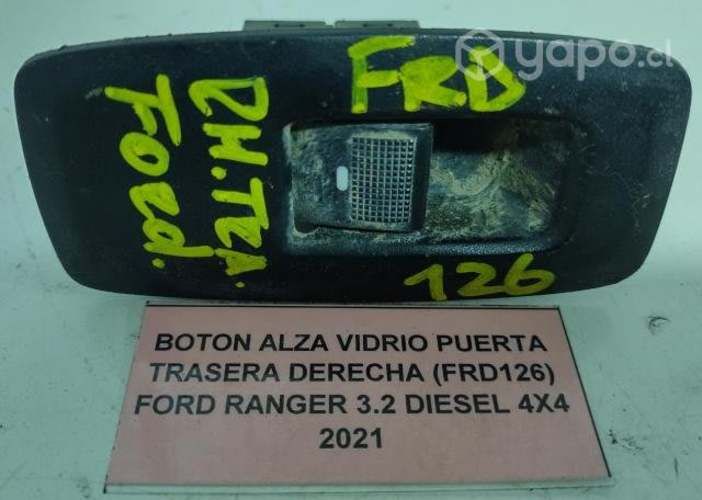 yapo.cl
FRD
RH.TRA.
FORD.
126
BOTON ALZA VIDRIO PUERTA
TRASERA DERECHA (FRD126)
FORD RANGER 3.2 DIESEL 4X4
2021